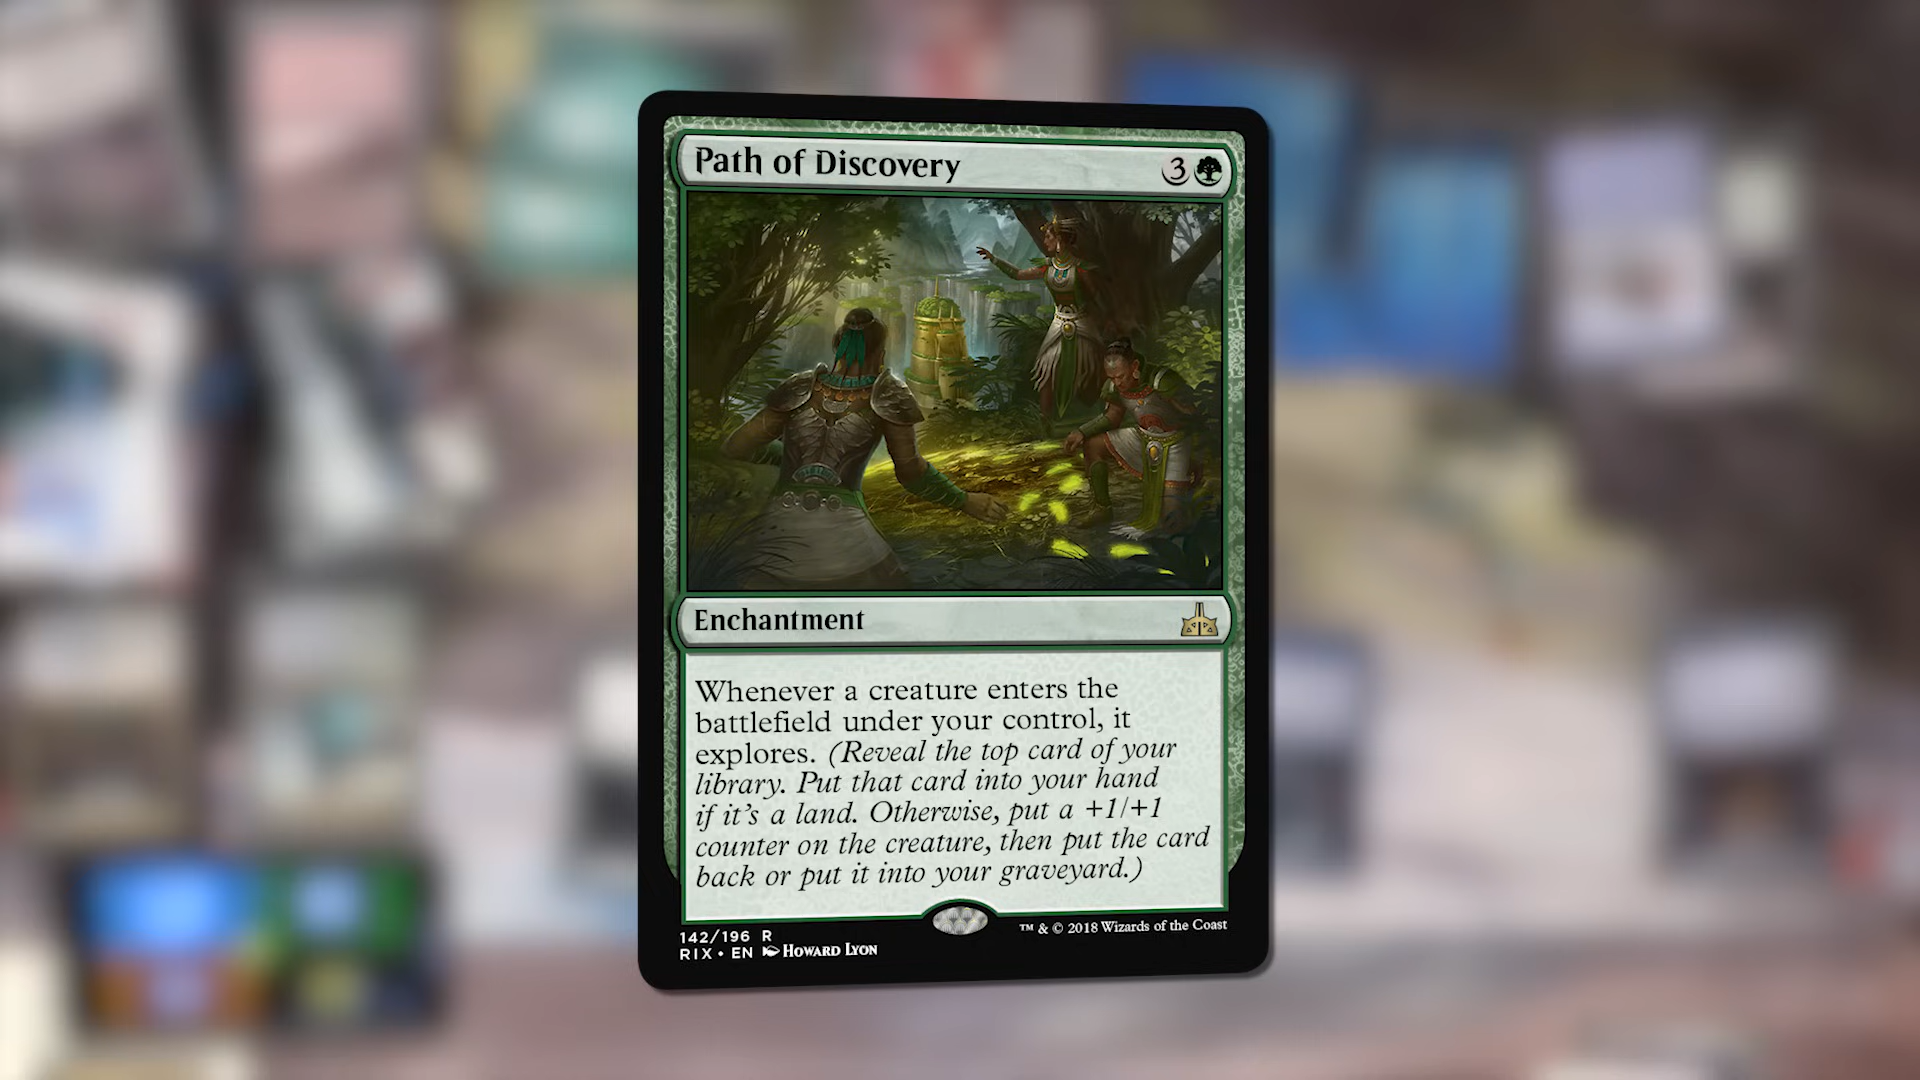 Path of Discovery 3
Enchantment
Whenever a creature enters the
battlefield under your control, it
explores. (Reveal the top card of your
library. Put that card into your hand
if it's a land. Otherwise, put a +1/+1
counter on the creature, then put the card
back or put it into your graveyard.)
142/196 R
RIX • EN Howard Lyon
™ & © 2018 Wizards of the Coast